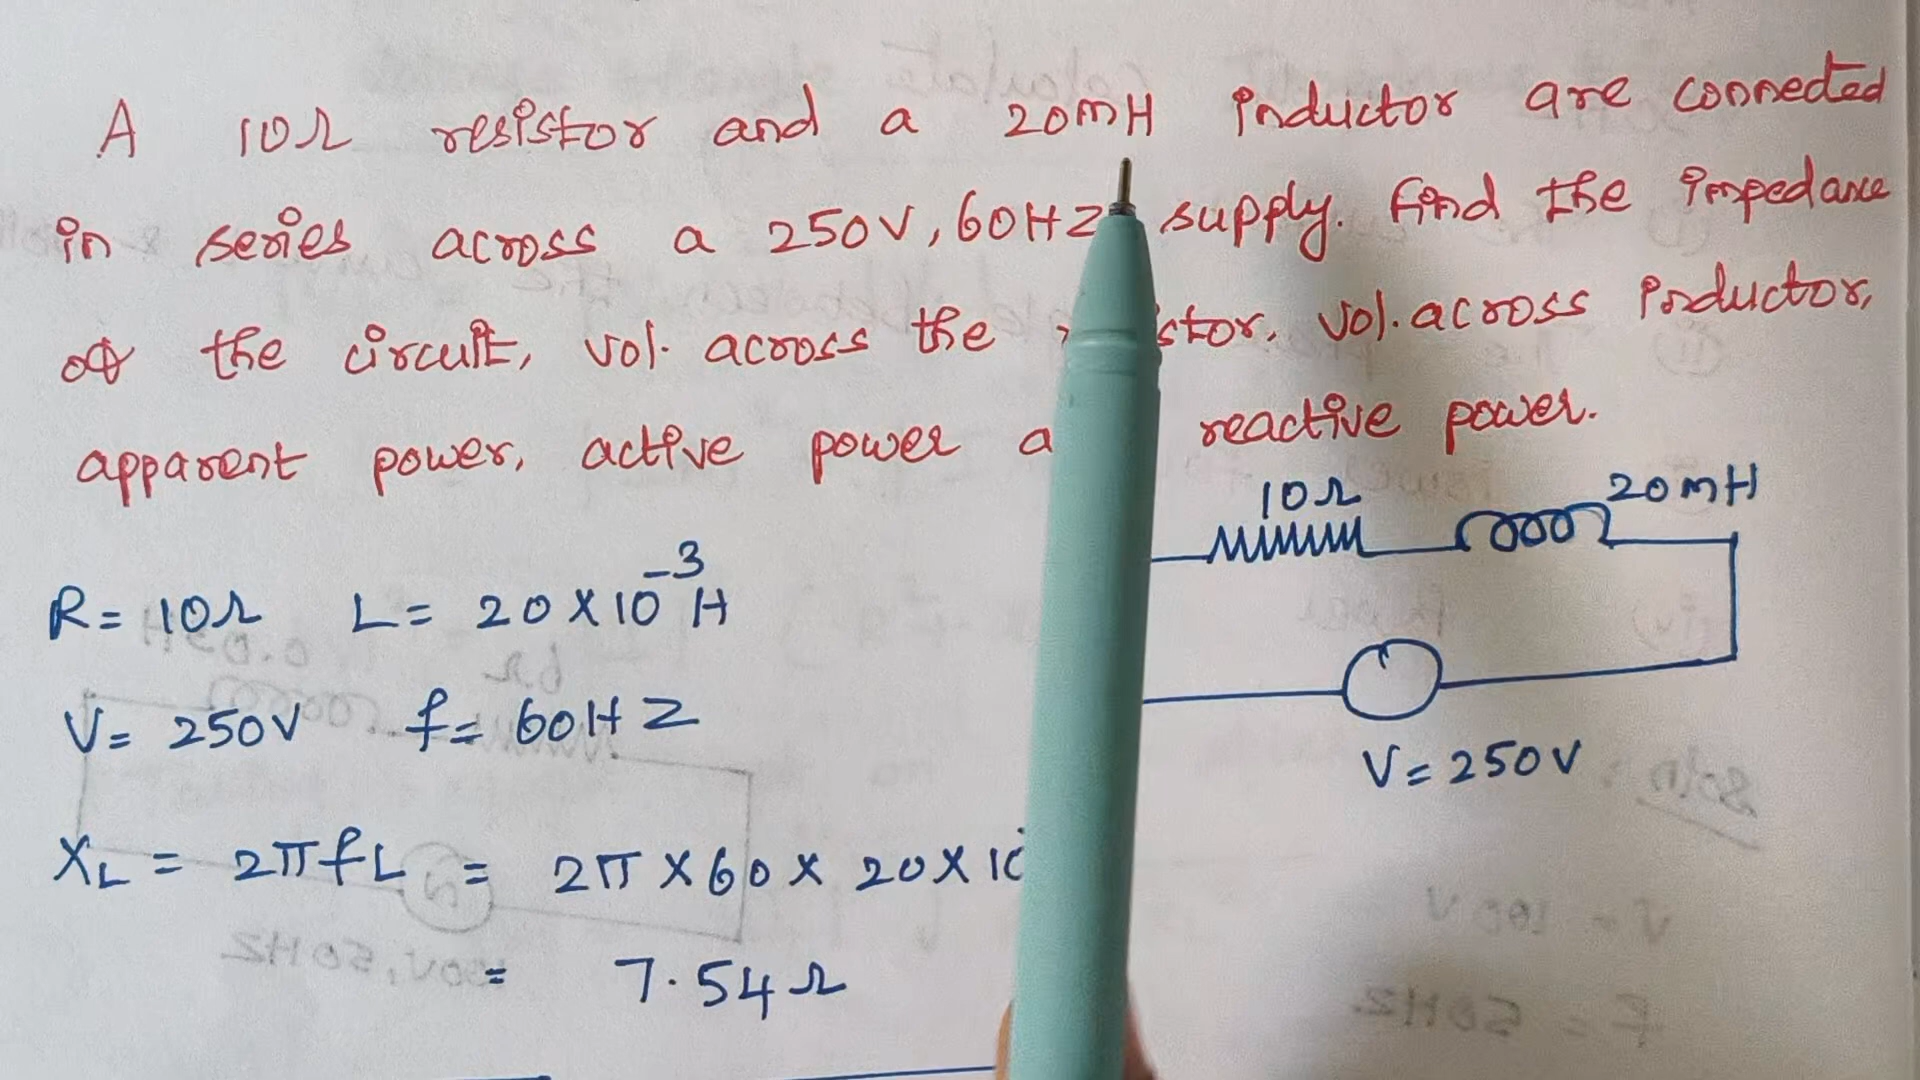 A 10Ω resistor and a 20mH inductor are connected
in series across a 250V, 60HZ supply. Find the impedance
of the circuit, vol. across the stor, vol. across inductor,
apparent power, active power a reactive power.
10Ω 20mH
R = 10Ω L = 20 X 10⁻³ H
V = 250V f = 60HZ
V = 250V
X_L = 2πfL = 2π X 60 X 20 X 10
= 7.54Ω